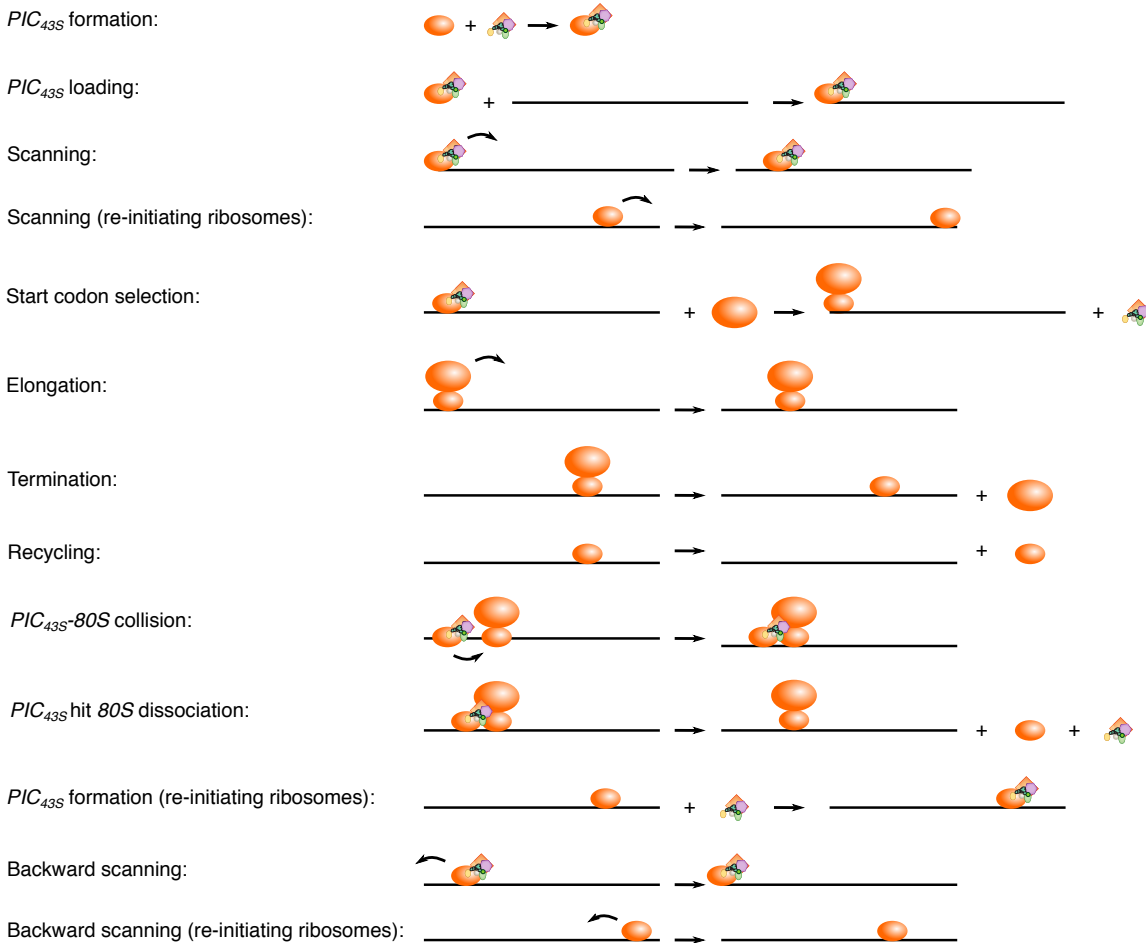 PIC43S formation:
+
PIC43S loading:
+
Scanning:
Scanning (re-initiating ribosomes):
Start codon selection:
+ +
Elongation:
Termination:
+
Recycling:
+
PIC43S-80S collision:
PIC43S hit 80S dissociation:
+ +
PIC43S formation (re-initiating ribosomes):
+
Backward scanning:
Backward scanning (re-initiating ribosomes):